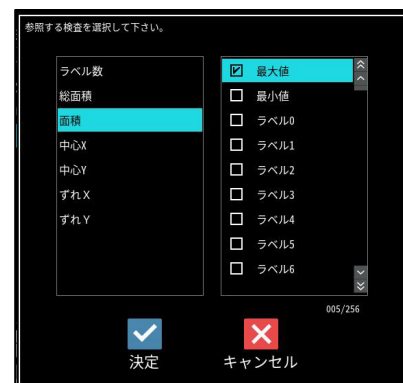 参照する検査を選択して下さい。
ラベル数
総面積
面積
中心X
中心Y
ずれX
ずれY
最大値
最小値
ラベル0
ラベル1
ラベル2
ラベル3
ラベル4
ラベル5
ラベル6
005/256
決定
キャンセル